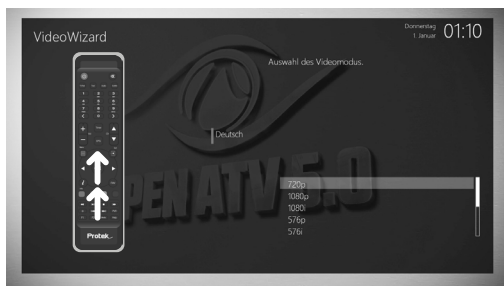 VideoWizard
Donnerstag
1. Januar
01:10
Auswahl des Videomodus.
Deutsch
OPEN ATV 5.0
720p
1080p
1080i
576p
576i
Protek